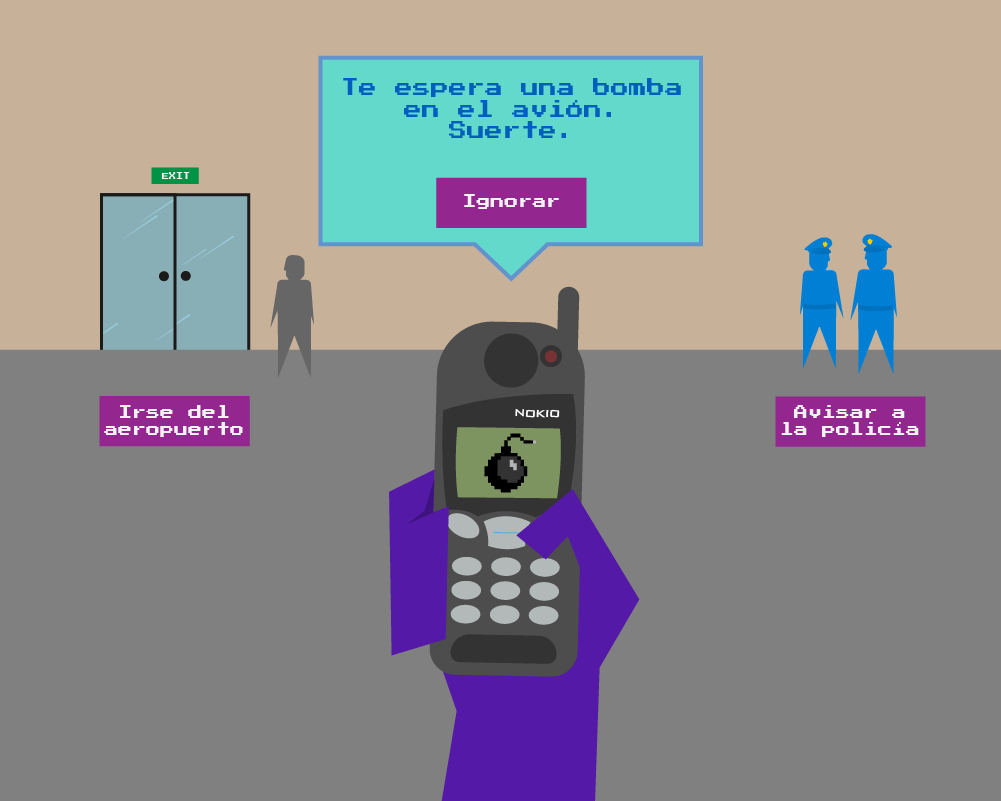 Te espera una bomba
en el avión.
Suerte.
Ignorar
EXIT
Irse del
aeropuerto
Avisar a
la policía
NOKIO